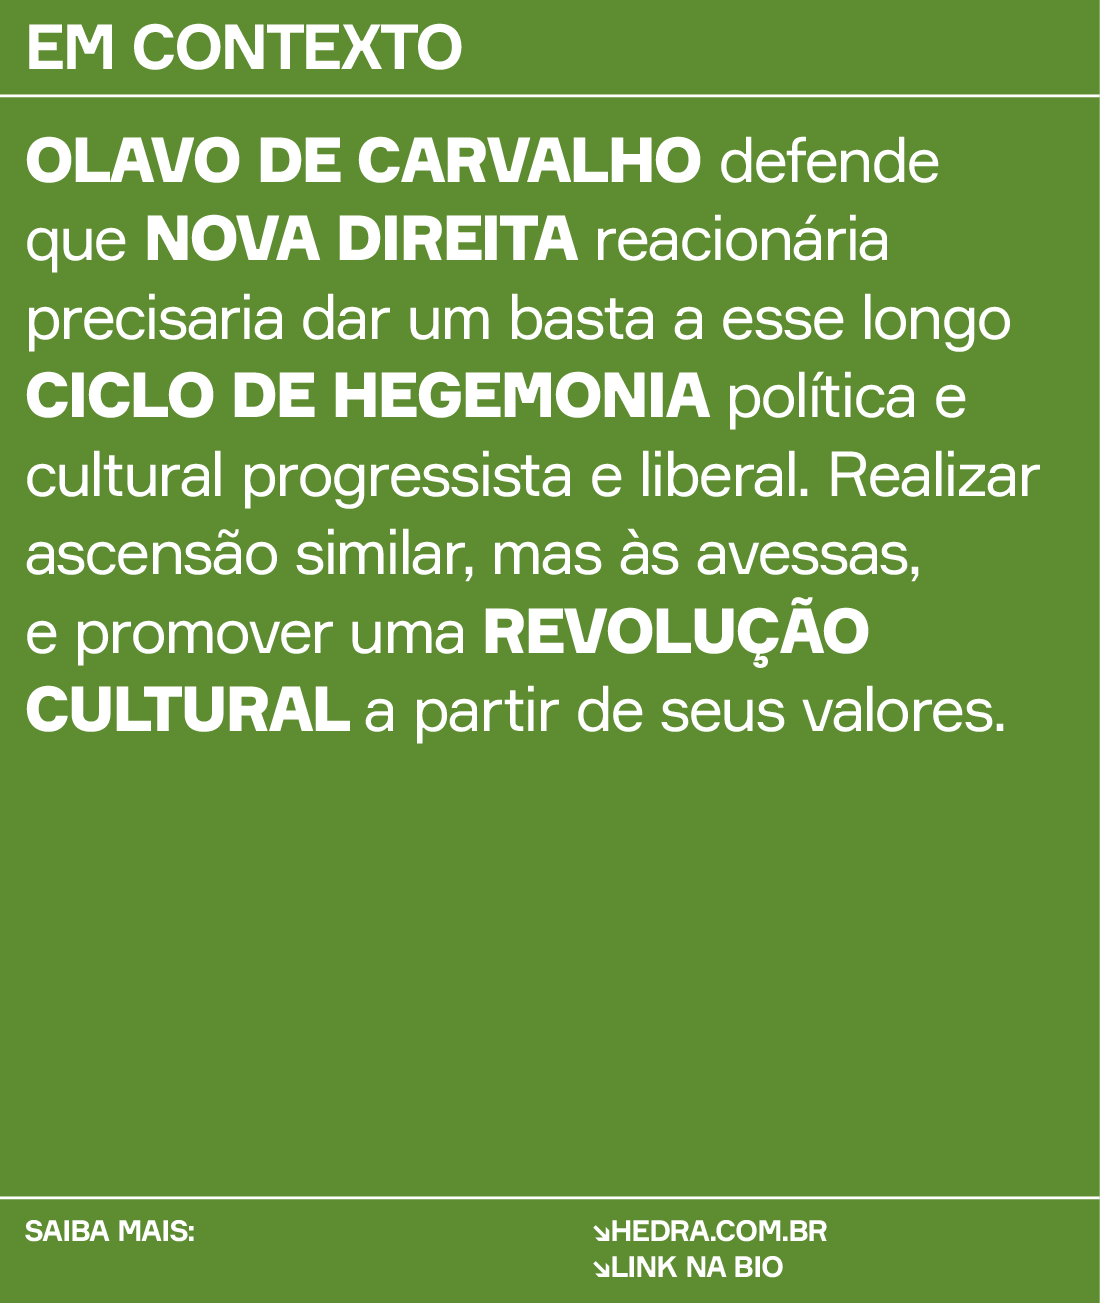 EM CONTEXTO
OLAVO DE CARVALHO defende
que NOVA DIREITA reacionária
precisaria dar um basta a esse longo
CICLO DE HEGEMONIA política e
cultural progressista e liberal. Realizar
ascensão similar, mas às avessas,
e promover uma REVOLUÇÃO
CULTURAL a partir de seus valores.
SAIBA MAIS:
↘HEDRA.COM.BR
↘LINK NA BIO